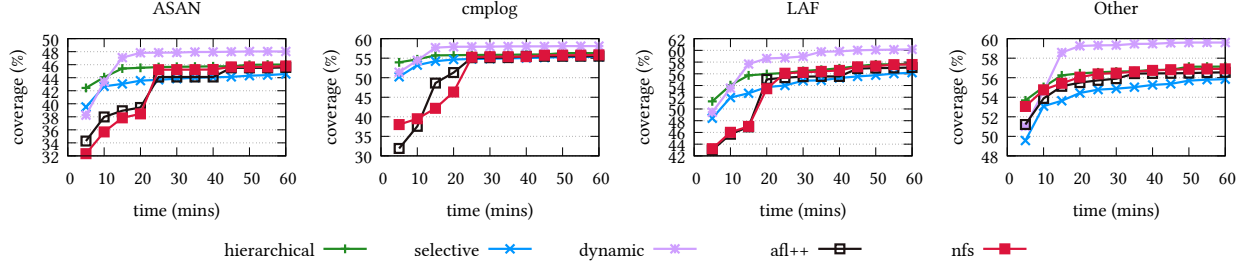 ASAN
coverage (%)
50
48
46
44
42
40
38
36
34
32
0 10 20 30 40 50 60
time (mins)
cmplog
coverage (%)
60
55
50
45
40
35
30
0 10 20 30 40 50 60
time (mins)
LAF
coverage (%)
62
60
58
56
54
52
50
48
46
44
42
0 10 20 30 40 50 60
time (mins)
Other
coverage (%)
60
58
56
54
52
50
48
0 10 20 30 40 50 60
time (mins)
hierarchical selective dynamic afl++ nfs